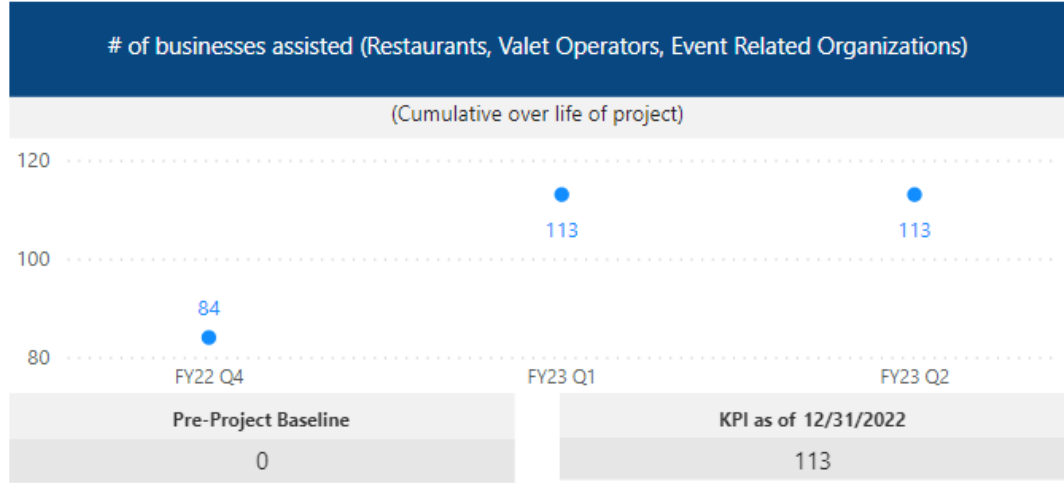 # of businesses assisted (Restaurants, Valet Operators, Event Related Organizations)
(Cumulative over life of project)
120
113
113
100
84
80
FY22 Q4
FY23 Q1
FY23 Q2
Pre-Project Baseline
KPI as of 12/31/2022
0
113